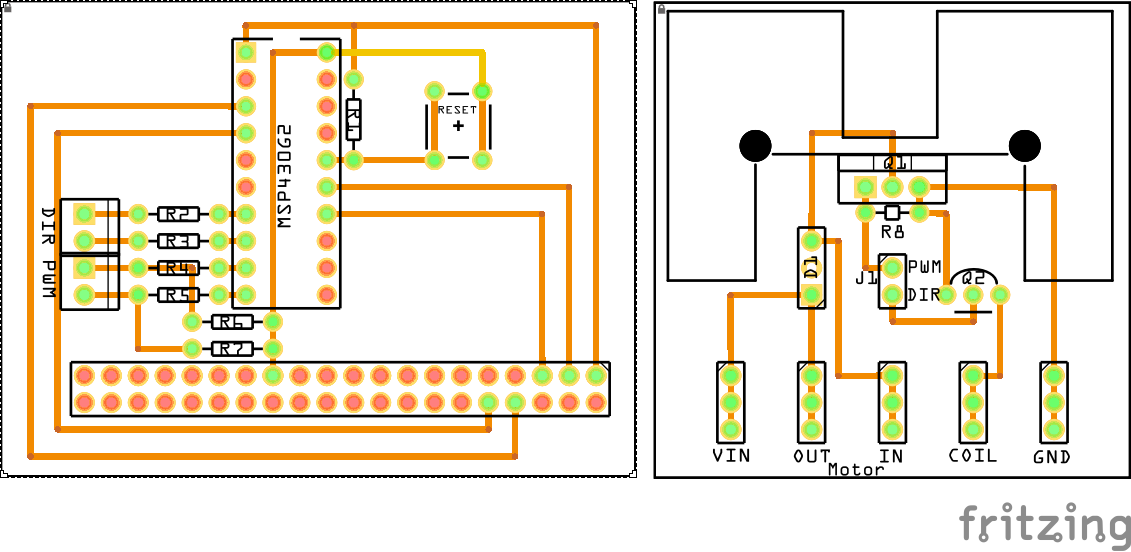 RESET
R1
MSP430G2
DIR
PWM
R2
R3
R4
R5
R6
R7
Q1
R8
D1
J1
PWM
DIR
Q2
VIN
OUT
IN
COIL
GND
Motor
fritzing